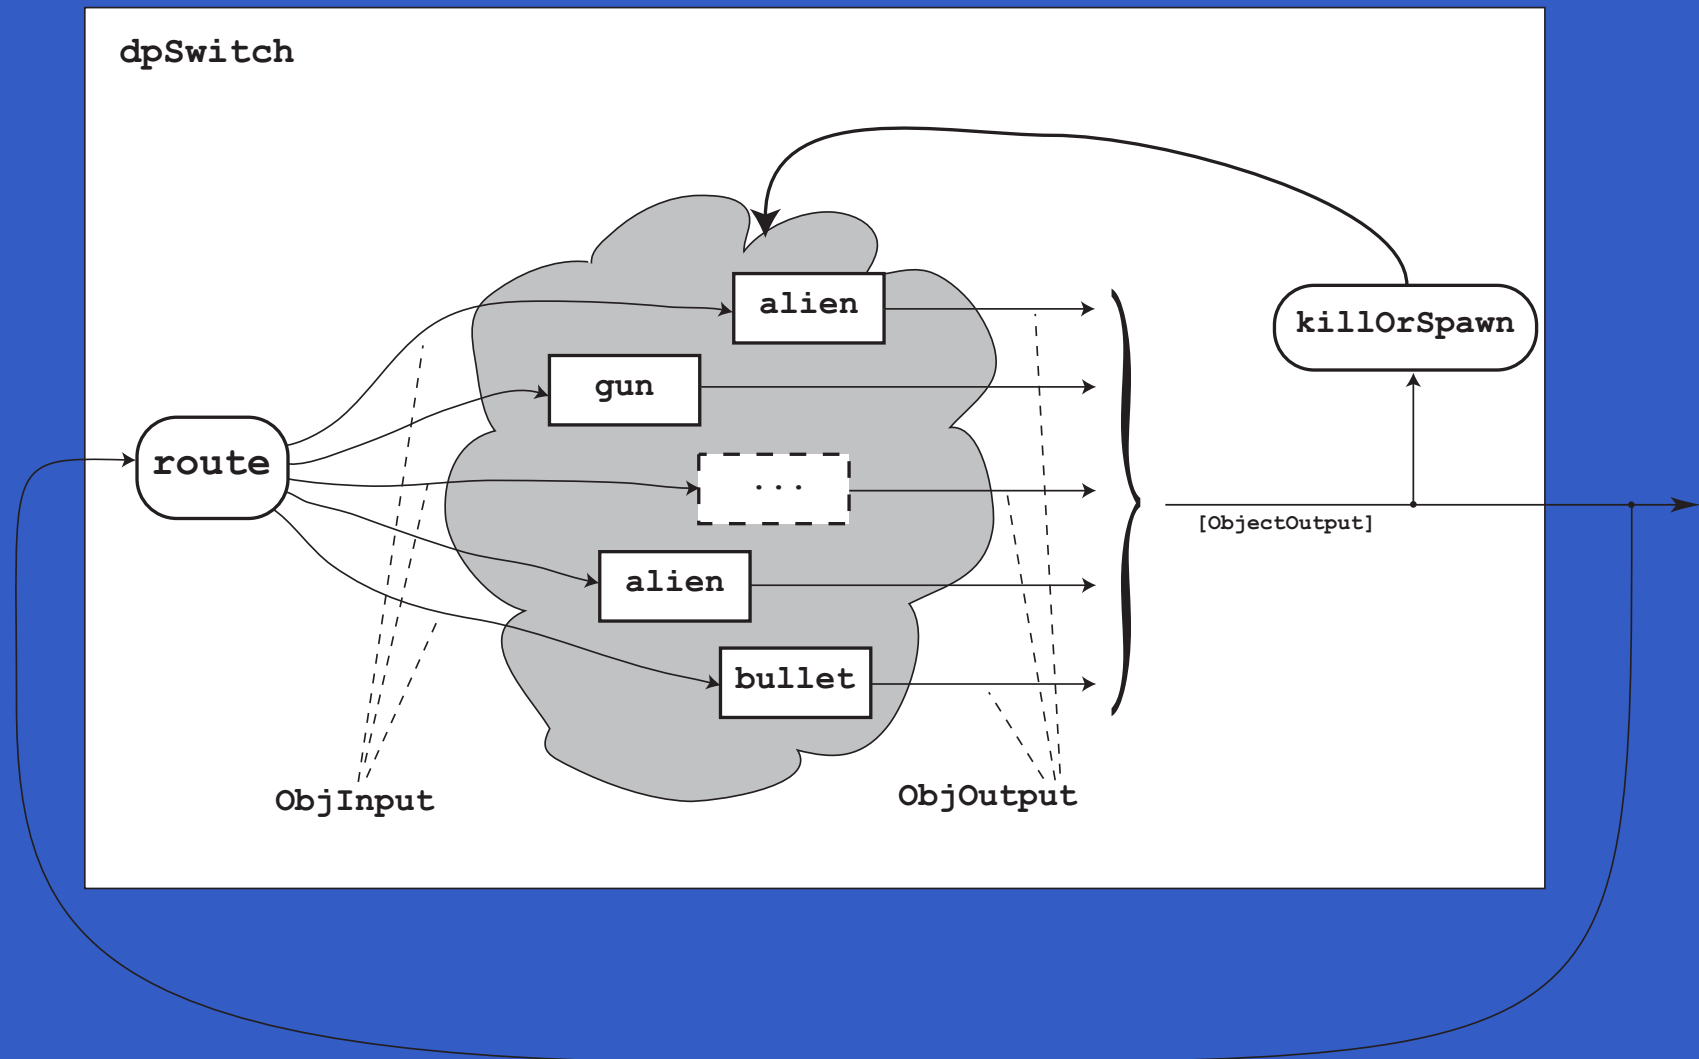 dpSwitch
alien
killOrSpawn
gun
route
...
[ObjectOutput]
alien
bullet
ObjInput
ObjOutput